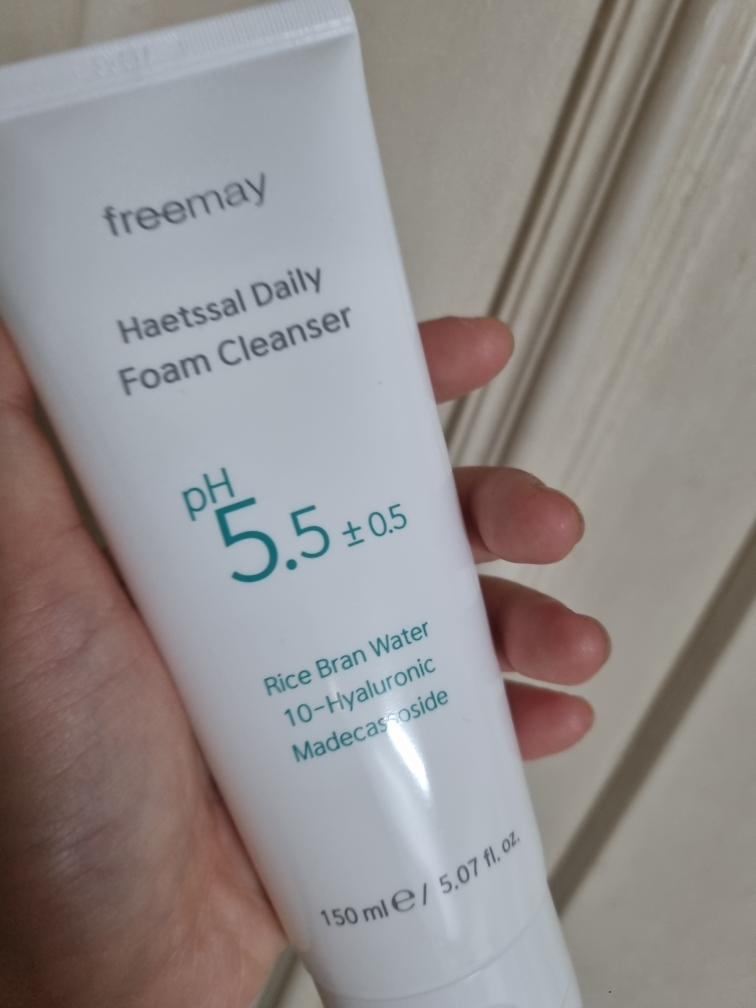 freemay
Haetssal Daily
Foam Cleanser
pH
5.5 ± 0.5
Rice Bran Water
10-Hyaluronic
Madecassoside
150 ml ℮ / 5.07 fl. oz.